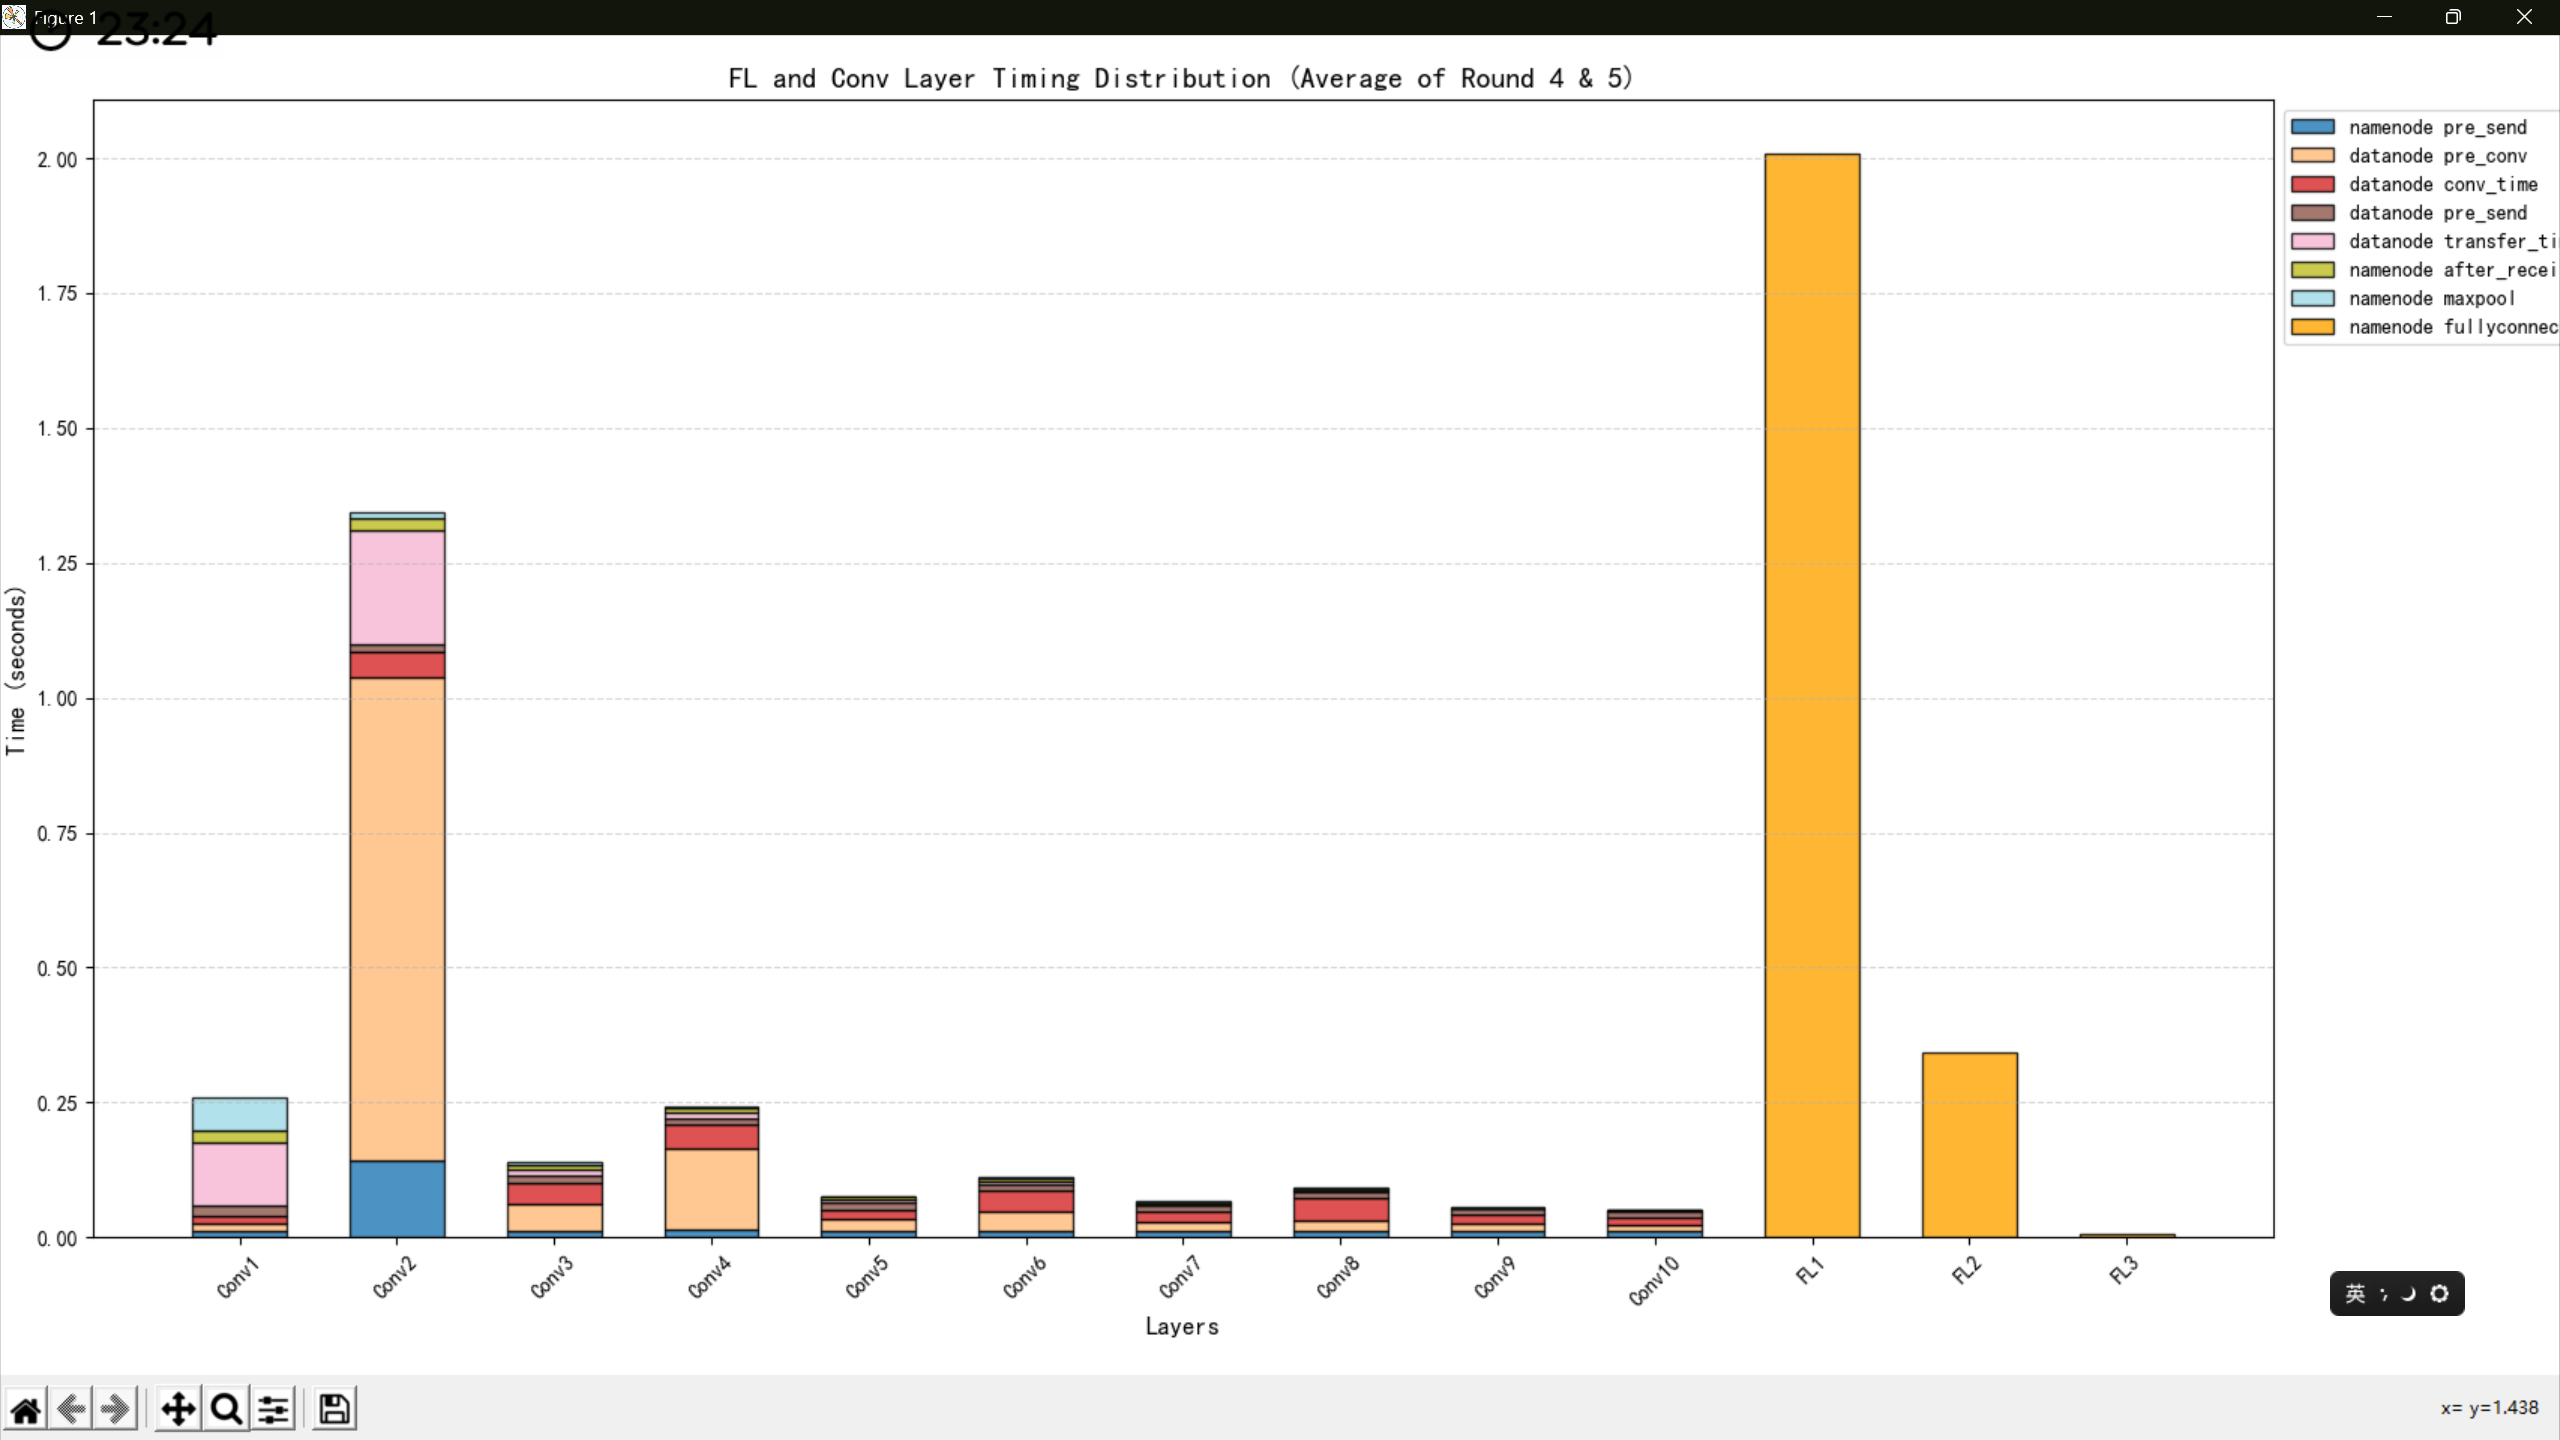 Figure 1
23:24
FL and Conv Layer Timing Distribution (Average of Round 4 & 5)
namenode pre_send
datanode pre_conv
datanode conv_time
datanode pre_send
datanode transfer_ti
namenode after_recei
namenode maxpool
namenode fullyconnec
2.00
1.75
1.50
1.25
1.00
0.75
0.50
0.25
0.00
Time (seconds)
Conv1
Conv2
Conv3
Conv4
Conv5
Conv6
Conv7
Conv8
Conv9
Conv10
FL1
FL2
FL3
Layers
英
x= y=1.438